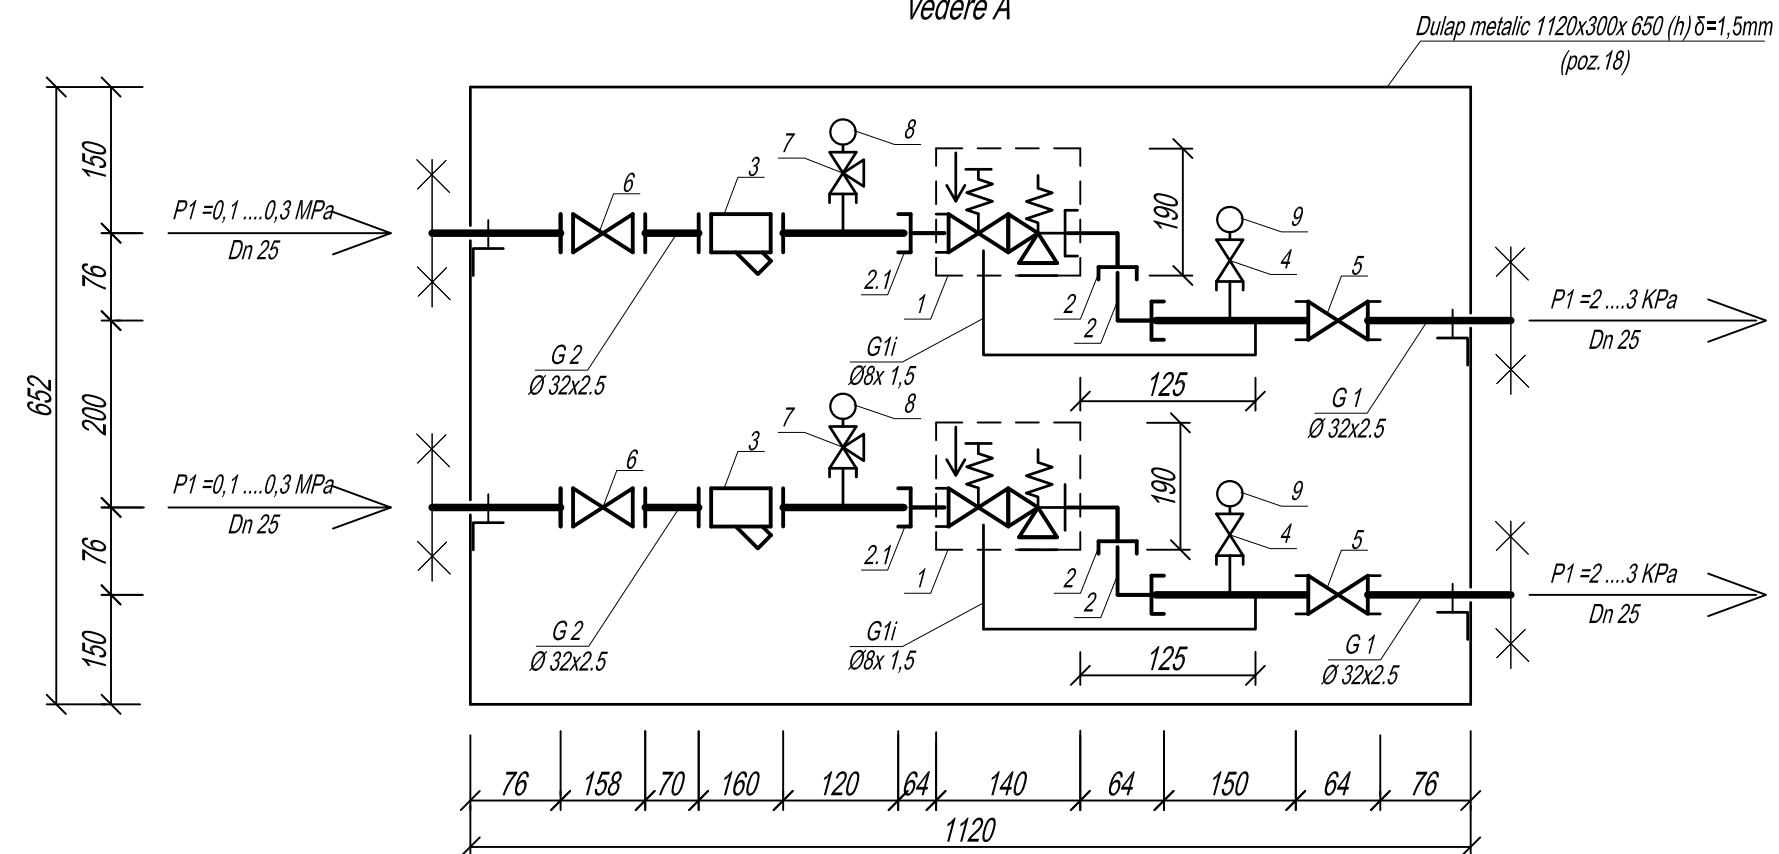 Vedere A
Dulap metalic 1120x300x 650 (h) δ=1,5mm
(poz.18)
150
76
200
76
150
652
P1 =0,1 ....0,3 MPa
Dn 25
6
3
7
8
2.1
1
190
2
2
9
4
5
P1 =2 ....3 KPa
Dn 25
G 2
Ø 32x2.5
G1i
Ø8x 1,5
125
G 1
Ø 32x2.5
P1 =0,1 ....0,3 MPa
Dn 25
6
3
7
8
2.1
1
190
2
2
9
4
5
P1 =2 ....3 KPa
Dn 25
G 2
Ø 32x2.5
G1i
Ø8x 1,5
125
G 1
Ø 32x2.5
76 158 70 160 120 64 140 64 150 64 76
1120